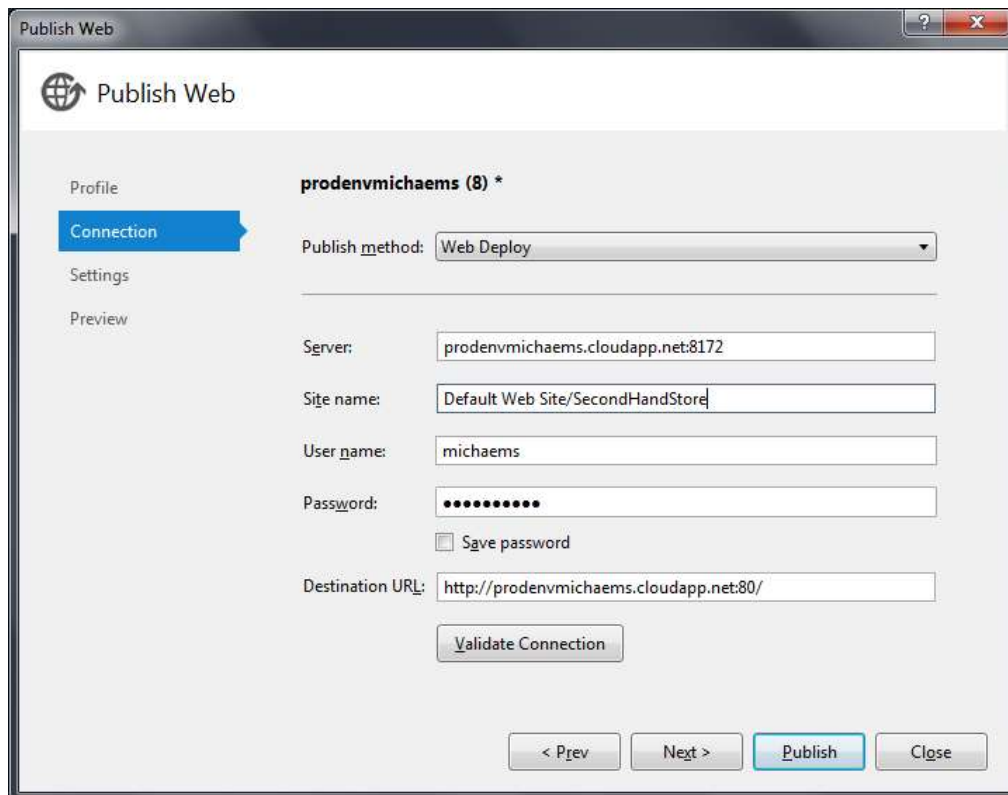 Publish Web
?
Publish Web
Profile
Connection
Settings
Preview
prodenvmichaems (8) *
Publish method: Web Deploy
Server: prodenvmichaems.cloudapp.net:8172
Site name: Default Web Site/SecondHandStore
User name: michaems
Password: ●●●●●●●●●●
Save password
Destination URL: http://prodenvmichaems.cloudapp.net:80/
Validate Connection
< Prev Next > Publish Close